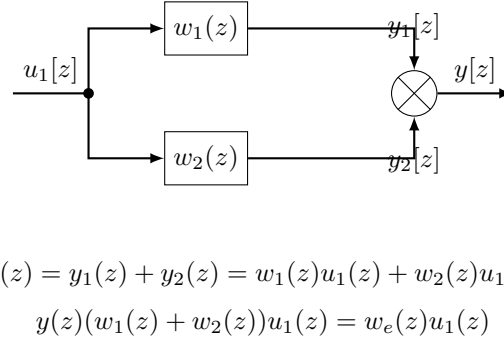 w₁(z)
y₁[z]
u₁[z]
y[z]
w₂(z)
y₂[z]
(z) = y₁(z) + y₂(z) = w₁(z)u₁(z) + w₂(z)u₁
y(z)(w₁(z) + w₂(z))u₁(z) = wₑ(z)u₁(z)